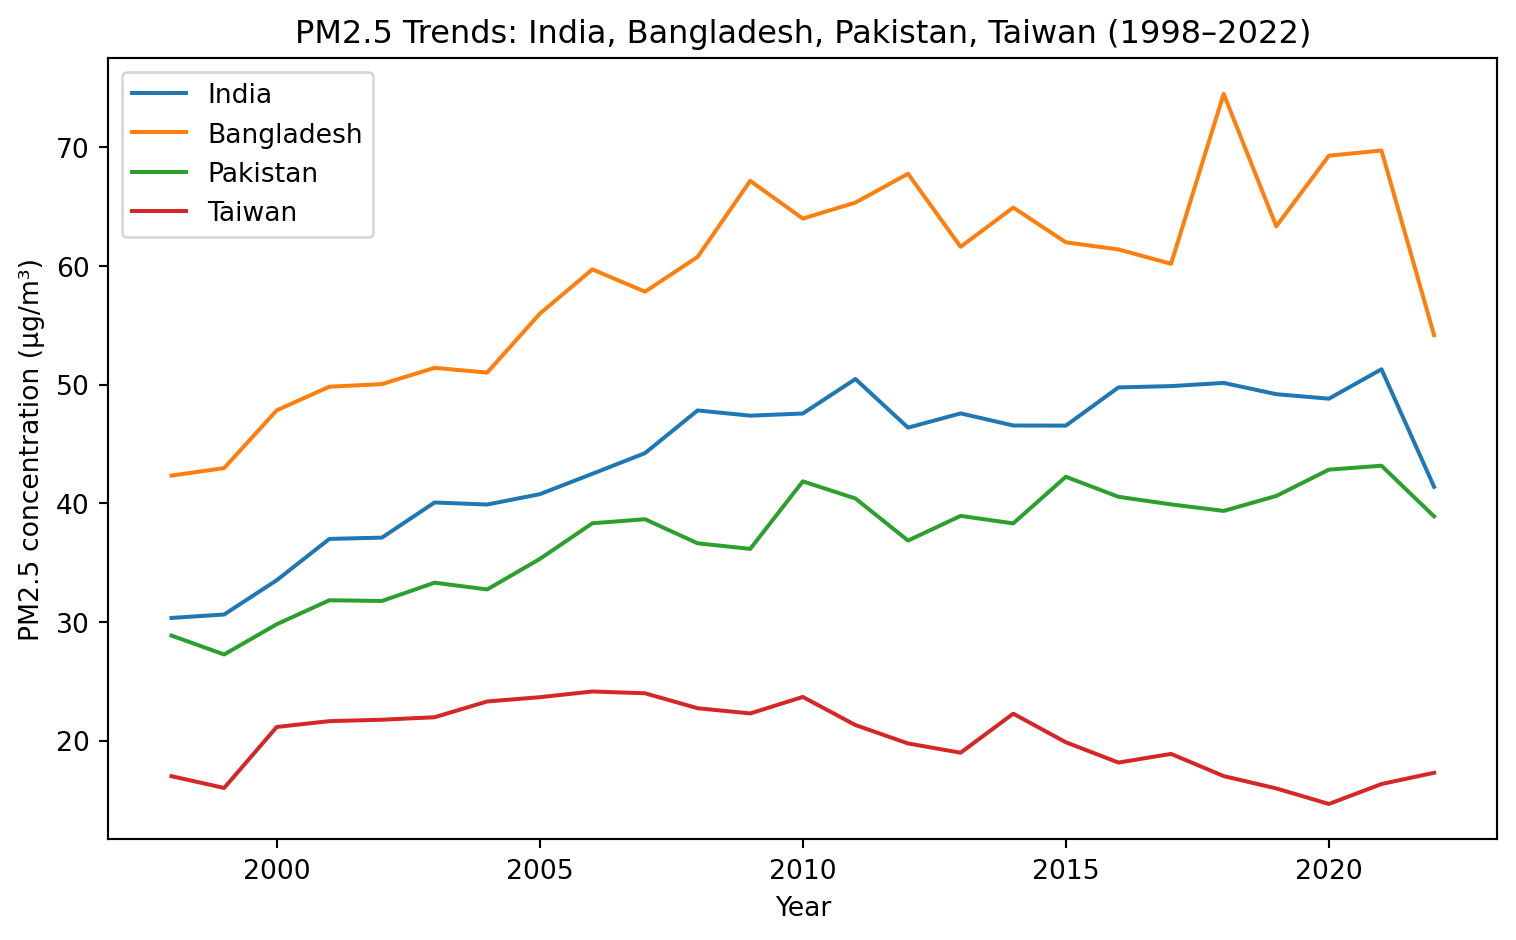 PM2.5 Trends: India, Bangladesh, Pakistan, Taiwan (1998–2022)
India
Bangladesh
Pakistan
Taiwan
PM2.5 concentration (µg/m³)
70
60
50
40
30
20
2000
2005
2010
2015
2020
Year